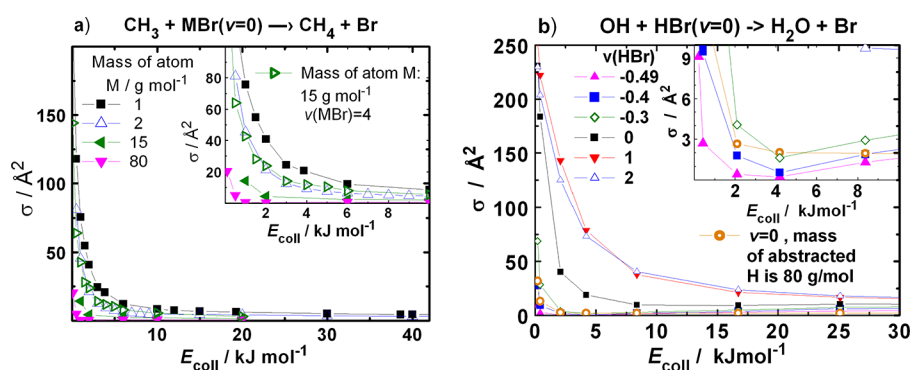 a) CH₃ + MBr(v=0) —> CH₄ + Br
σ / Å²
150
100
50
0 10 20 30 40
E_coll / kJ mol⁻¹
Mass of atom
M / g mol⁻¹
1
2
15
80
σ / Å²
80
60
40
20
2 4 6 8
E_coll / kJ mol⁻¹
Mass of atom M:
15 g mol⁻¹
v(MBr)=4
b) OH + HBr(v=0) -> H₂O + Br
σ / Å²
250
200
150
100
50
0
0 5 10 15 20 25 30
E_coll / kJmol⁻¹
v(HBr)
-0.49
-0.4
-0.3
0
1
2
σ / Å²
9
6
3
2 4 6 8
E_coll / kJmol⁻¹
v=0 , mass
of abstracted
H is 80 g/mol